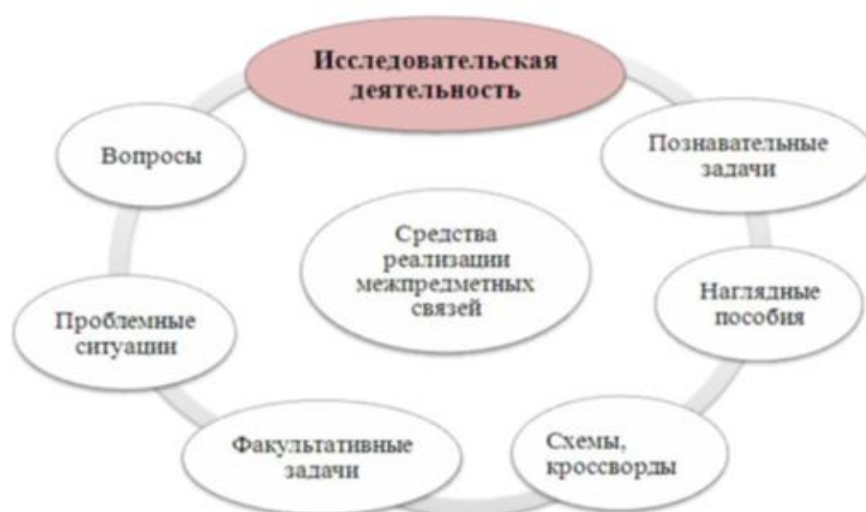 Исследовательская
деятельность
Вопросы
Познавательные
задачи
Средства
реализации
межпредметных
связей
Проблемные
ситуации
Наглядные
пособия
Факультативные
задачи
Схемы,
кроссворды